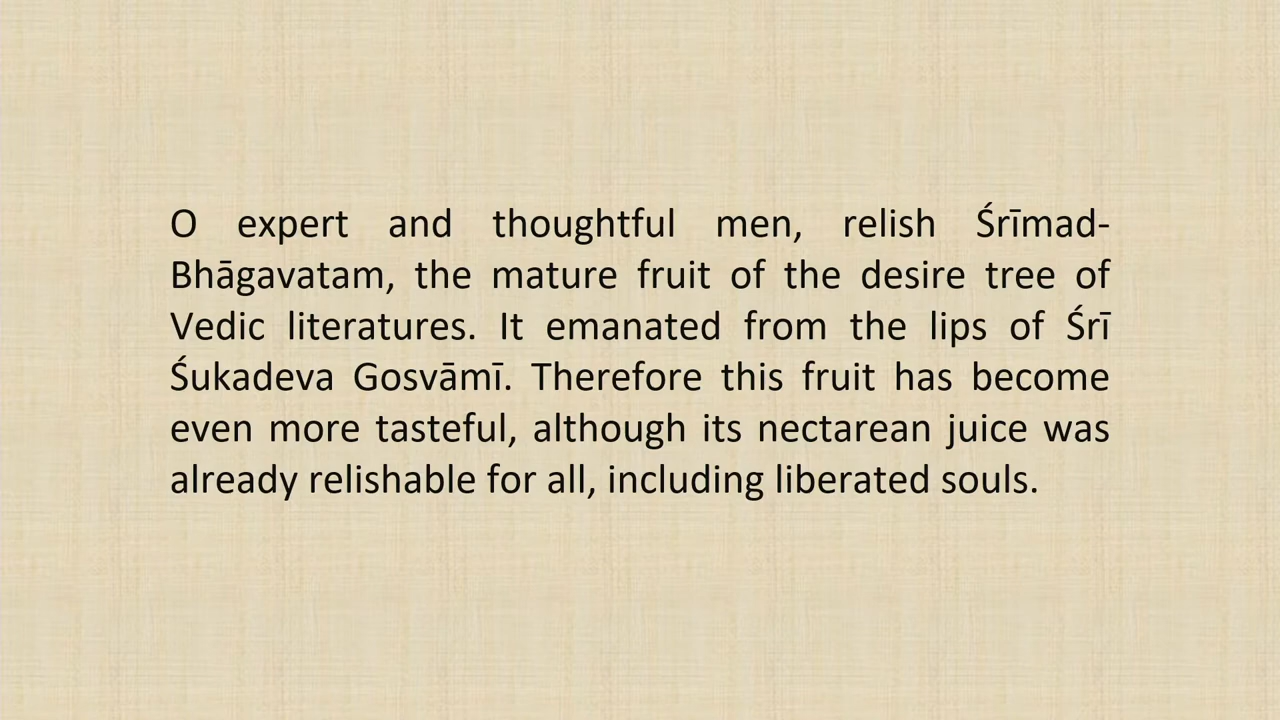 O expert and thoughtful men, relish Śrīmad-
Bhāgavatam, the mature fruit of the desire tree of
Vedic literatures. It emanated from the lips of Śrī
Śukadeva Gosvāmī. Therefore this fruit has become
even more tasteful, although its nectarean juice was
already relishable for all, including liberated souls.